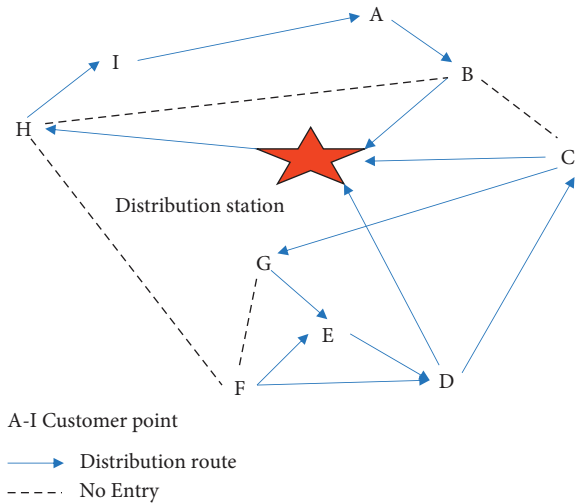 A
I
B
H
C
Distribution station
G
E
F
D
A-I Customer point
Distribution route
No Entry